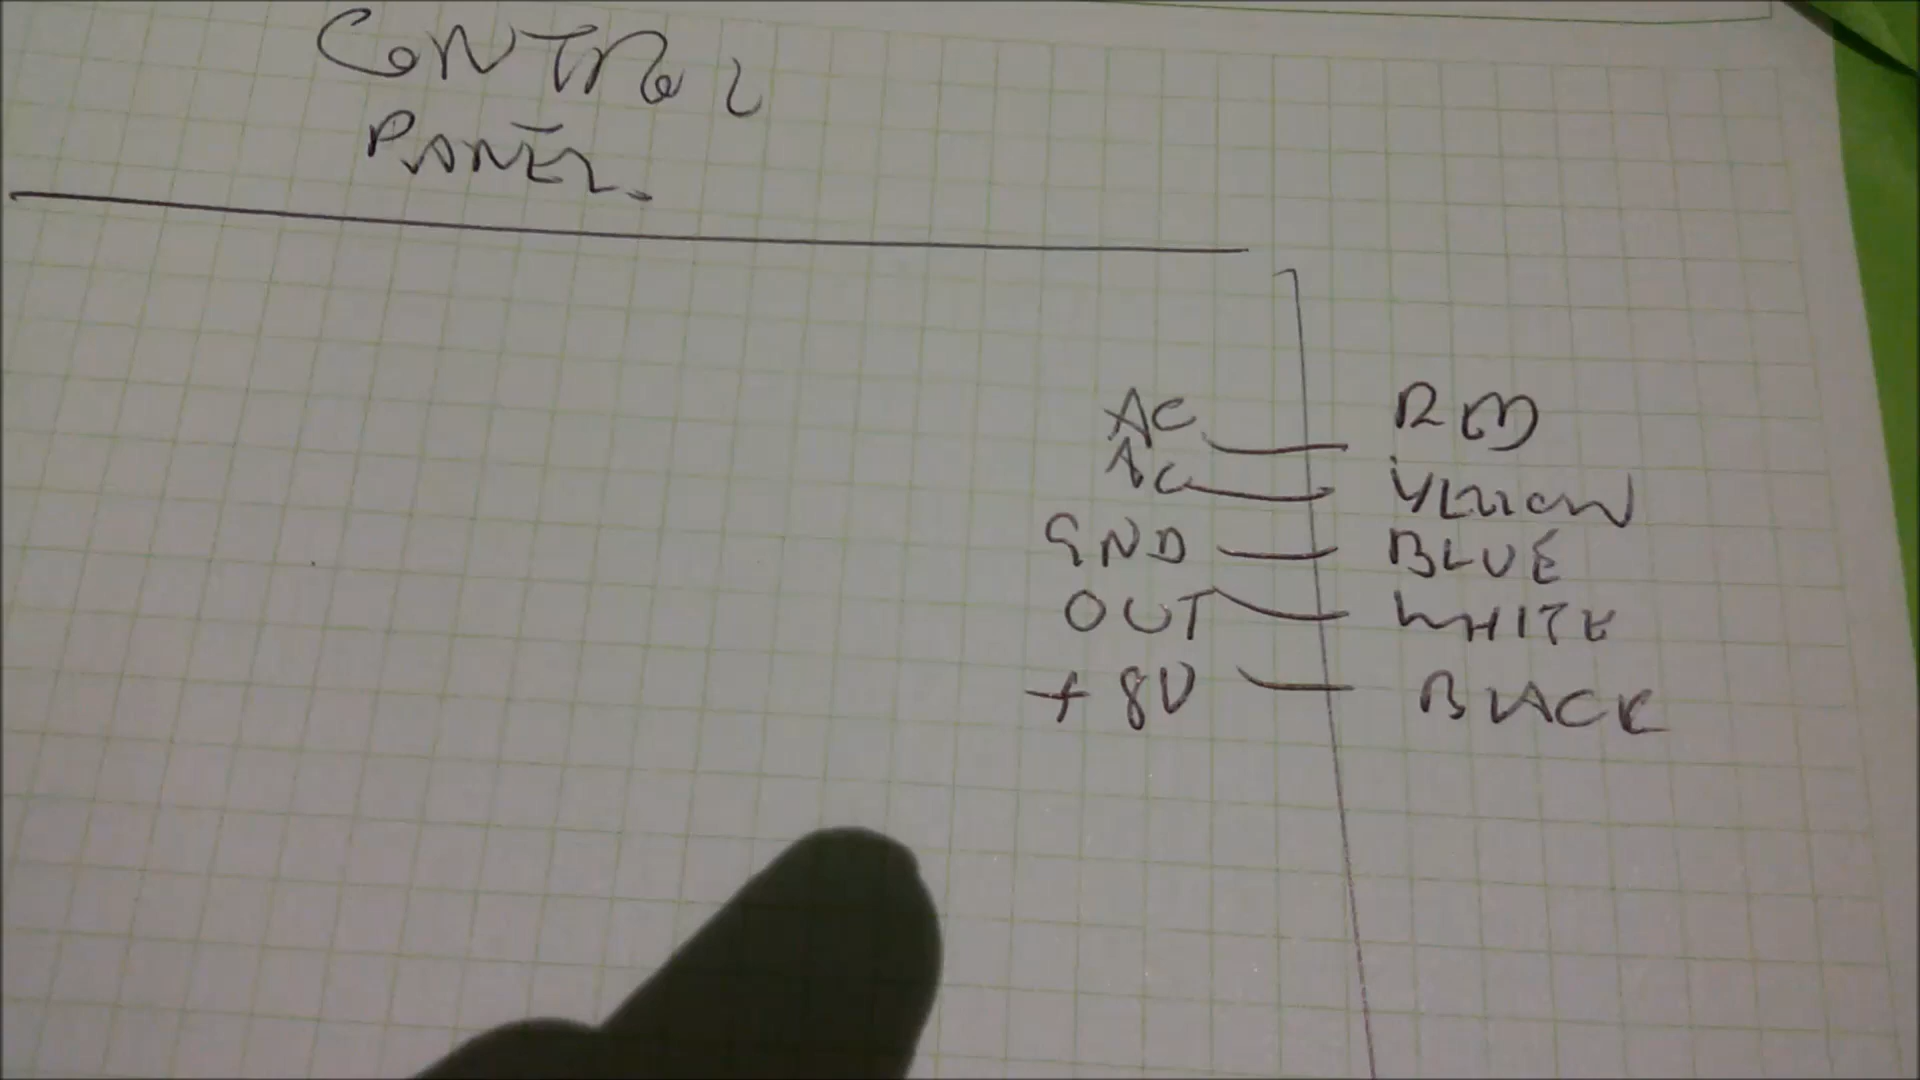 CONTROL
PANEL
AC RED
AC YELLOW
GND BLUE
OUT WHITE
+8V BLACK